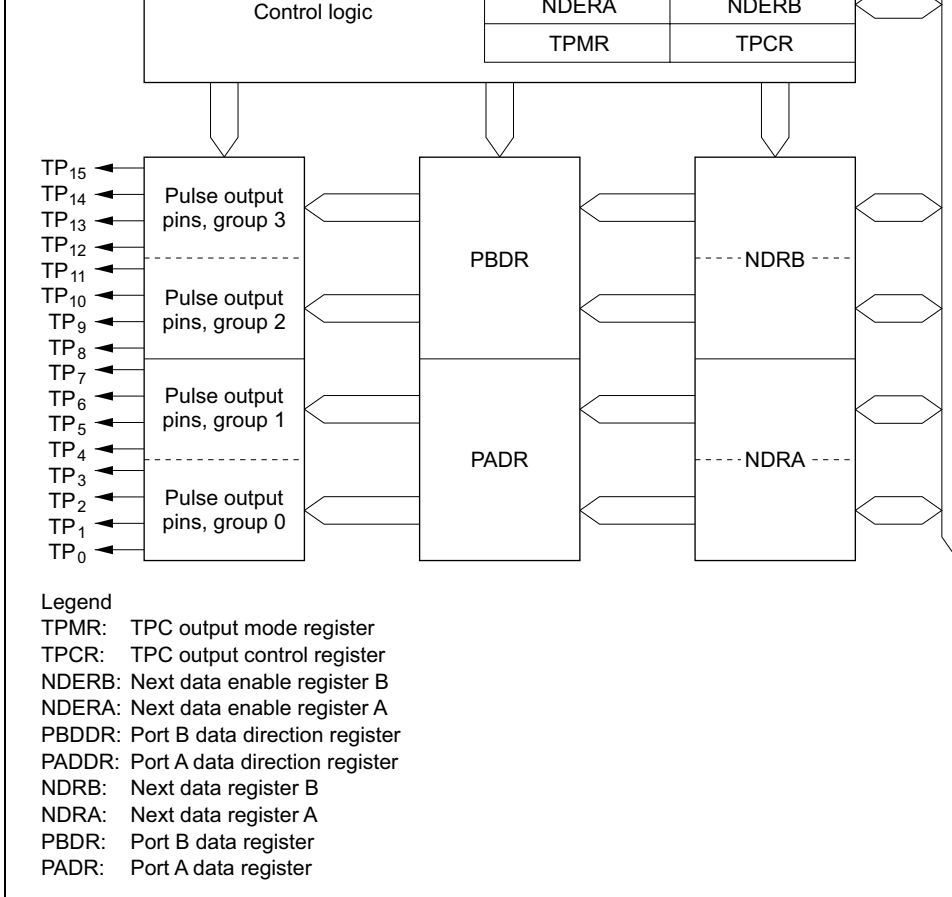 Control logic
NDERA NDERB
TPMR TPCR
TP15
TP14
TP13
TP12
TP11
TP10
TP9
TP8
TP7
TP6
TP5
TP4
TP3
TP2
TP1
TP0
Pulse output
pins, group 3
Pulse output
pins, group 2
Pulse output
pins, group 1
Pulse output
pins, group 0
PBDR
PADR
NDRB
NDRA
Legend
TPMR: TPC output mode register
TPCR: TPC output control register
NDERB: Next data enable register B
NDERA: Next data enable register A
PBDDR: Port B data direction register
PADDR: Port A data direction register
NDRB: Next data register B
NDRA: Next data register A
PBDR: Port B data register
PADR: Port A data register